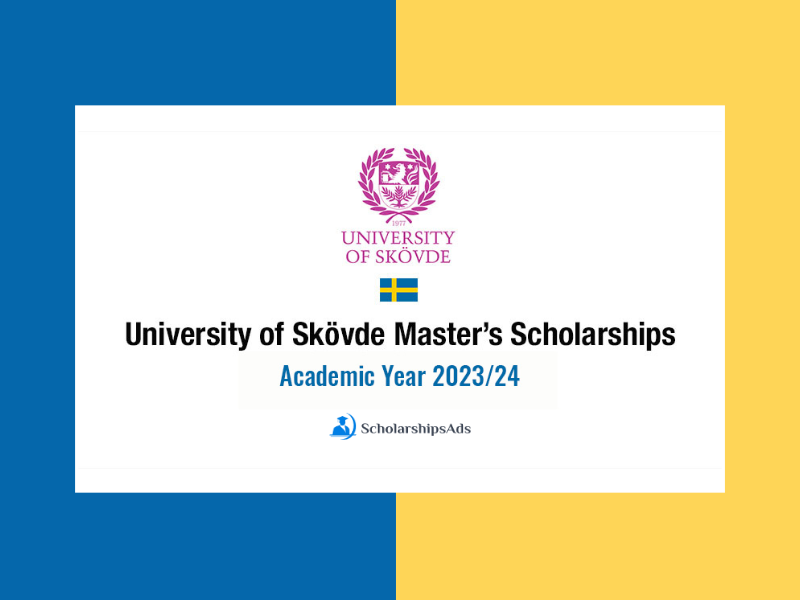 1977
UNIVERSITY
OF SKÖVDE
University of Skövde Master's Scholarships
Academic Year 2023/24
ScholarshipsAds